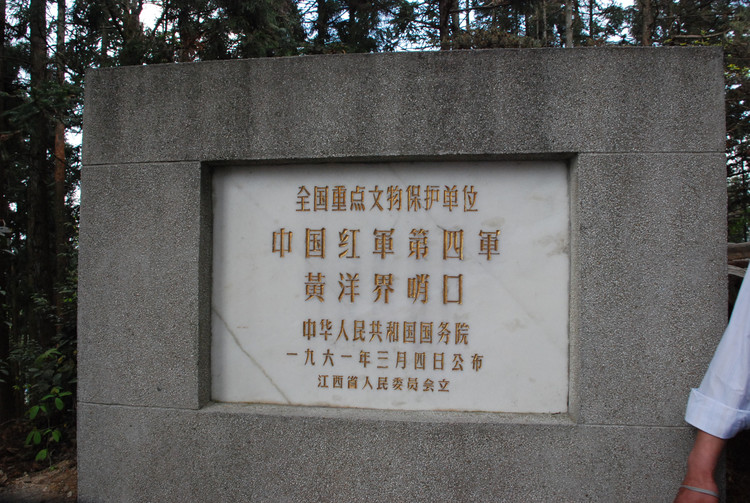 全国重点文物保护单位
中国红軍第四軍
黃洋界哨口
中华人民共和国国务院
一九六一年三月四日公布
江西省人民委员会立